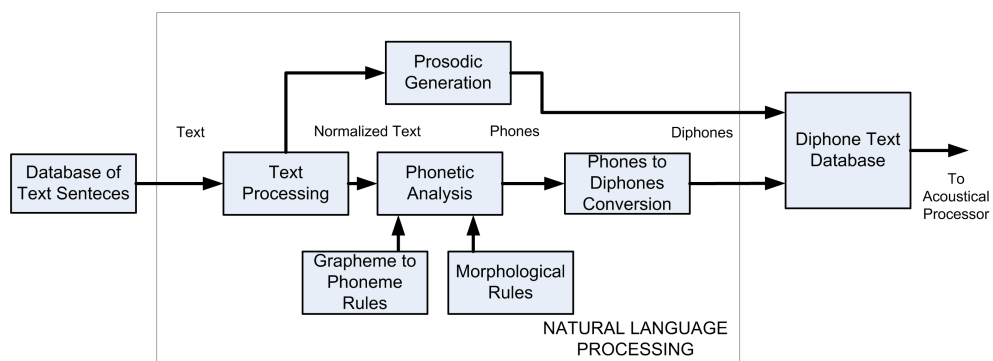 Prosodic
Generation
Text
Normalized Text
Phones
Diphones
Database of
Text Senteces
Text
Processing
Phonetic
Analysis
Phones to
Diphones
Conversion
Diphone Text
Database
To
Acoustical
Processor
Grapheme to
Phoneme
Rules
Morphological
Rules
NATURAL LANGUAGE
PROCESSING